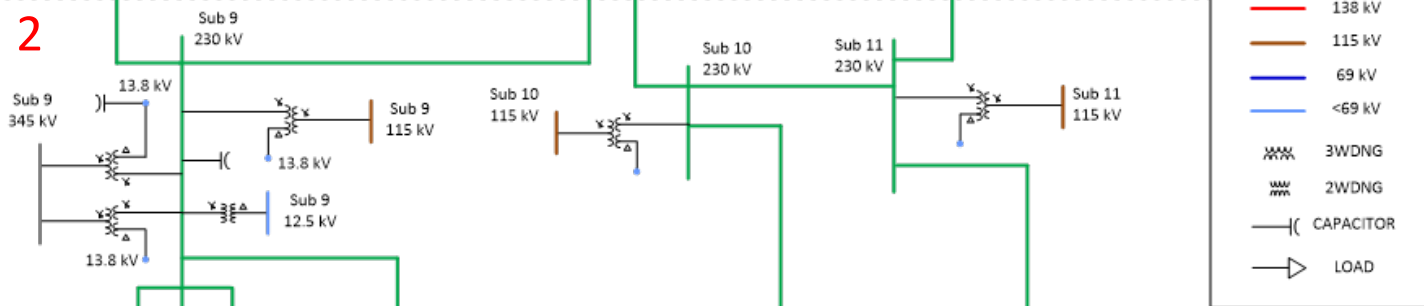 2
Sub 9
230 kV
13.8 kV
Sub 9
345 kV
Sub 9
115 kV
13.8 kV
Sub 9
12.5 kV
13.8 kV
Sub 10
230 kV
Sub 10
115 kV
Sub 11
230 kV
Sub 11
115 kV
138 kV
115 kV
69 kV
<69 kV
3WDNG
2WDNG
CAPACITOR
LOAD